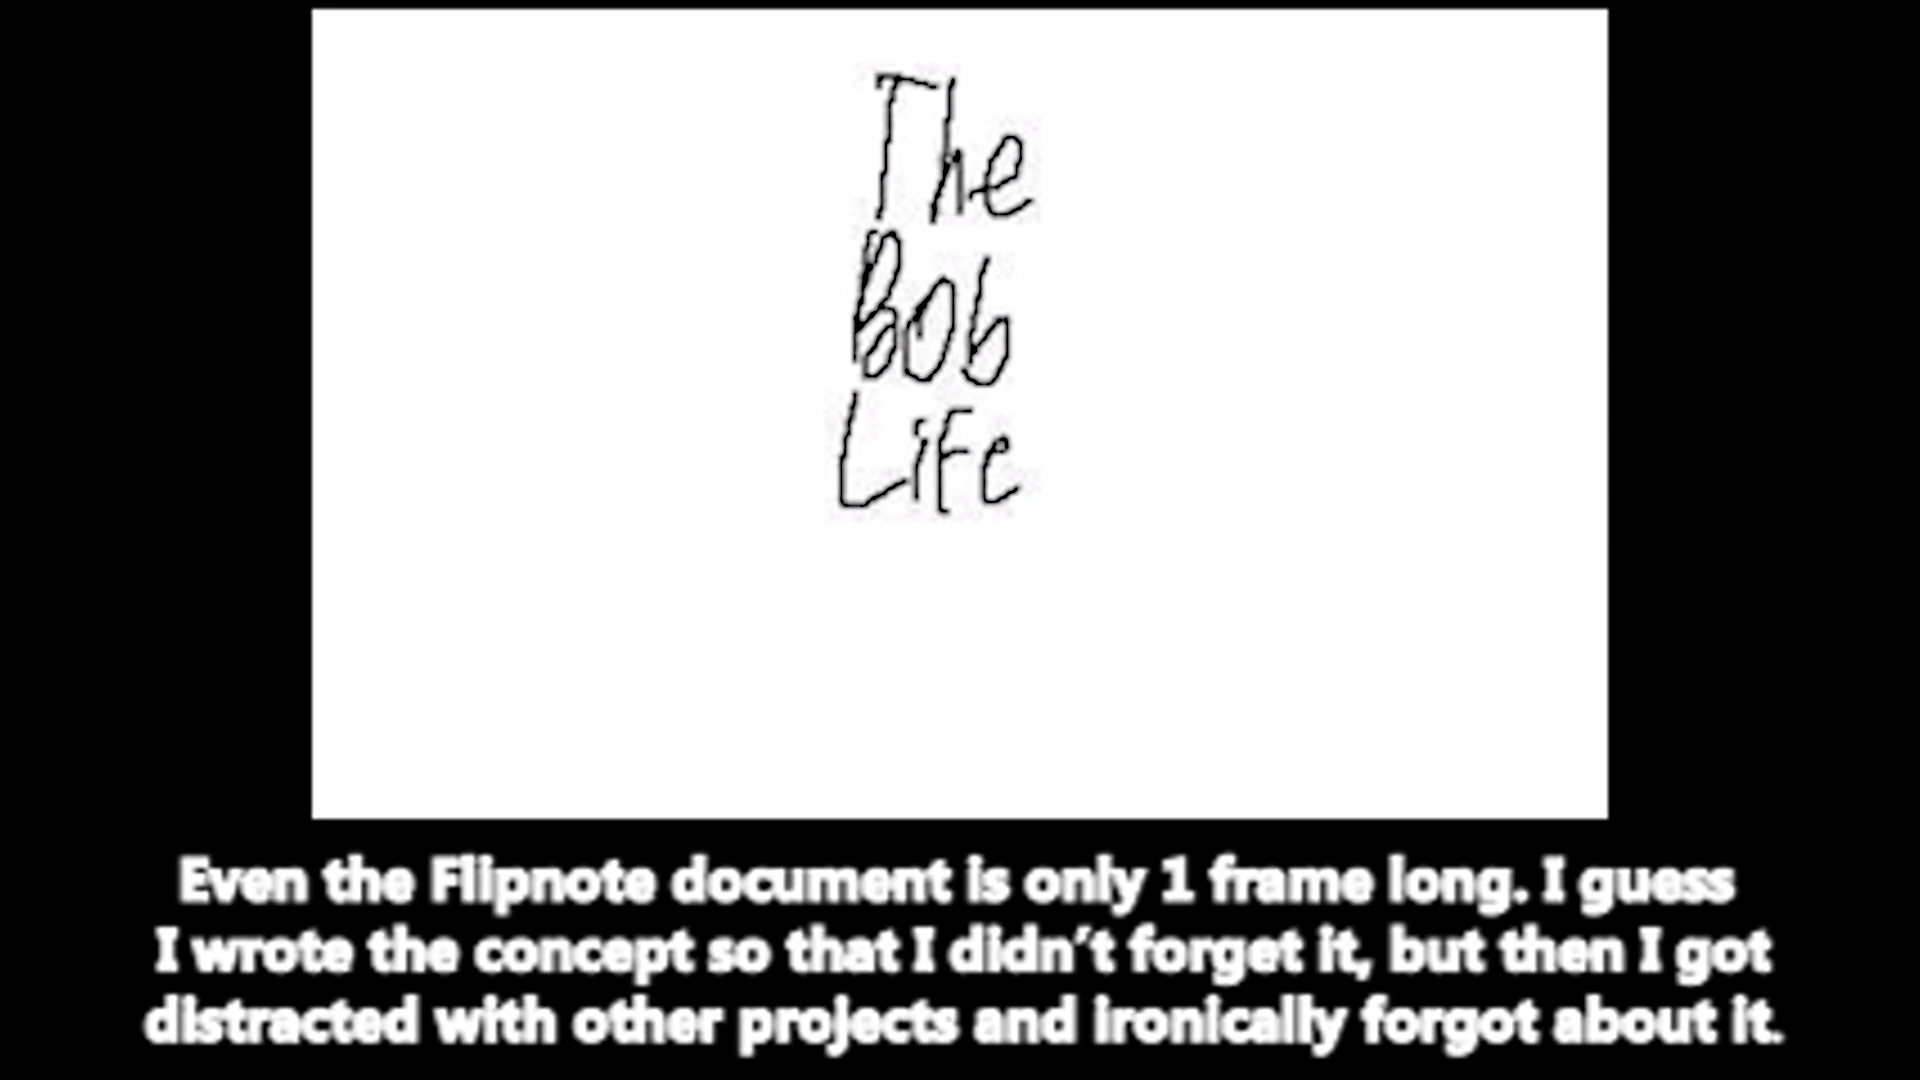 The
Bob
Life
Even the Flipnote document is only 1 frame long. I guess
I wrote the concept so that I didn't forget it, but then I got
distracted with other projects and ironically forgot about it.